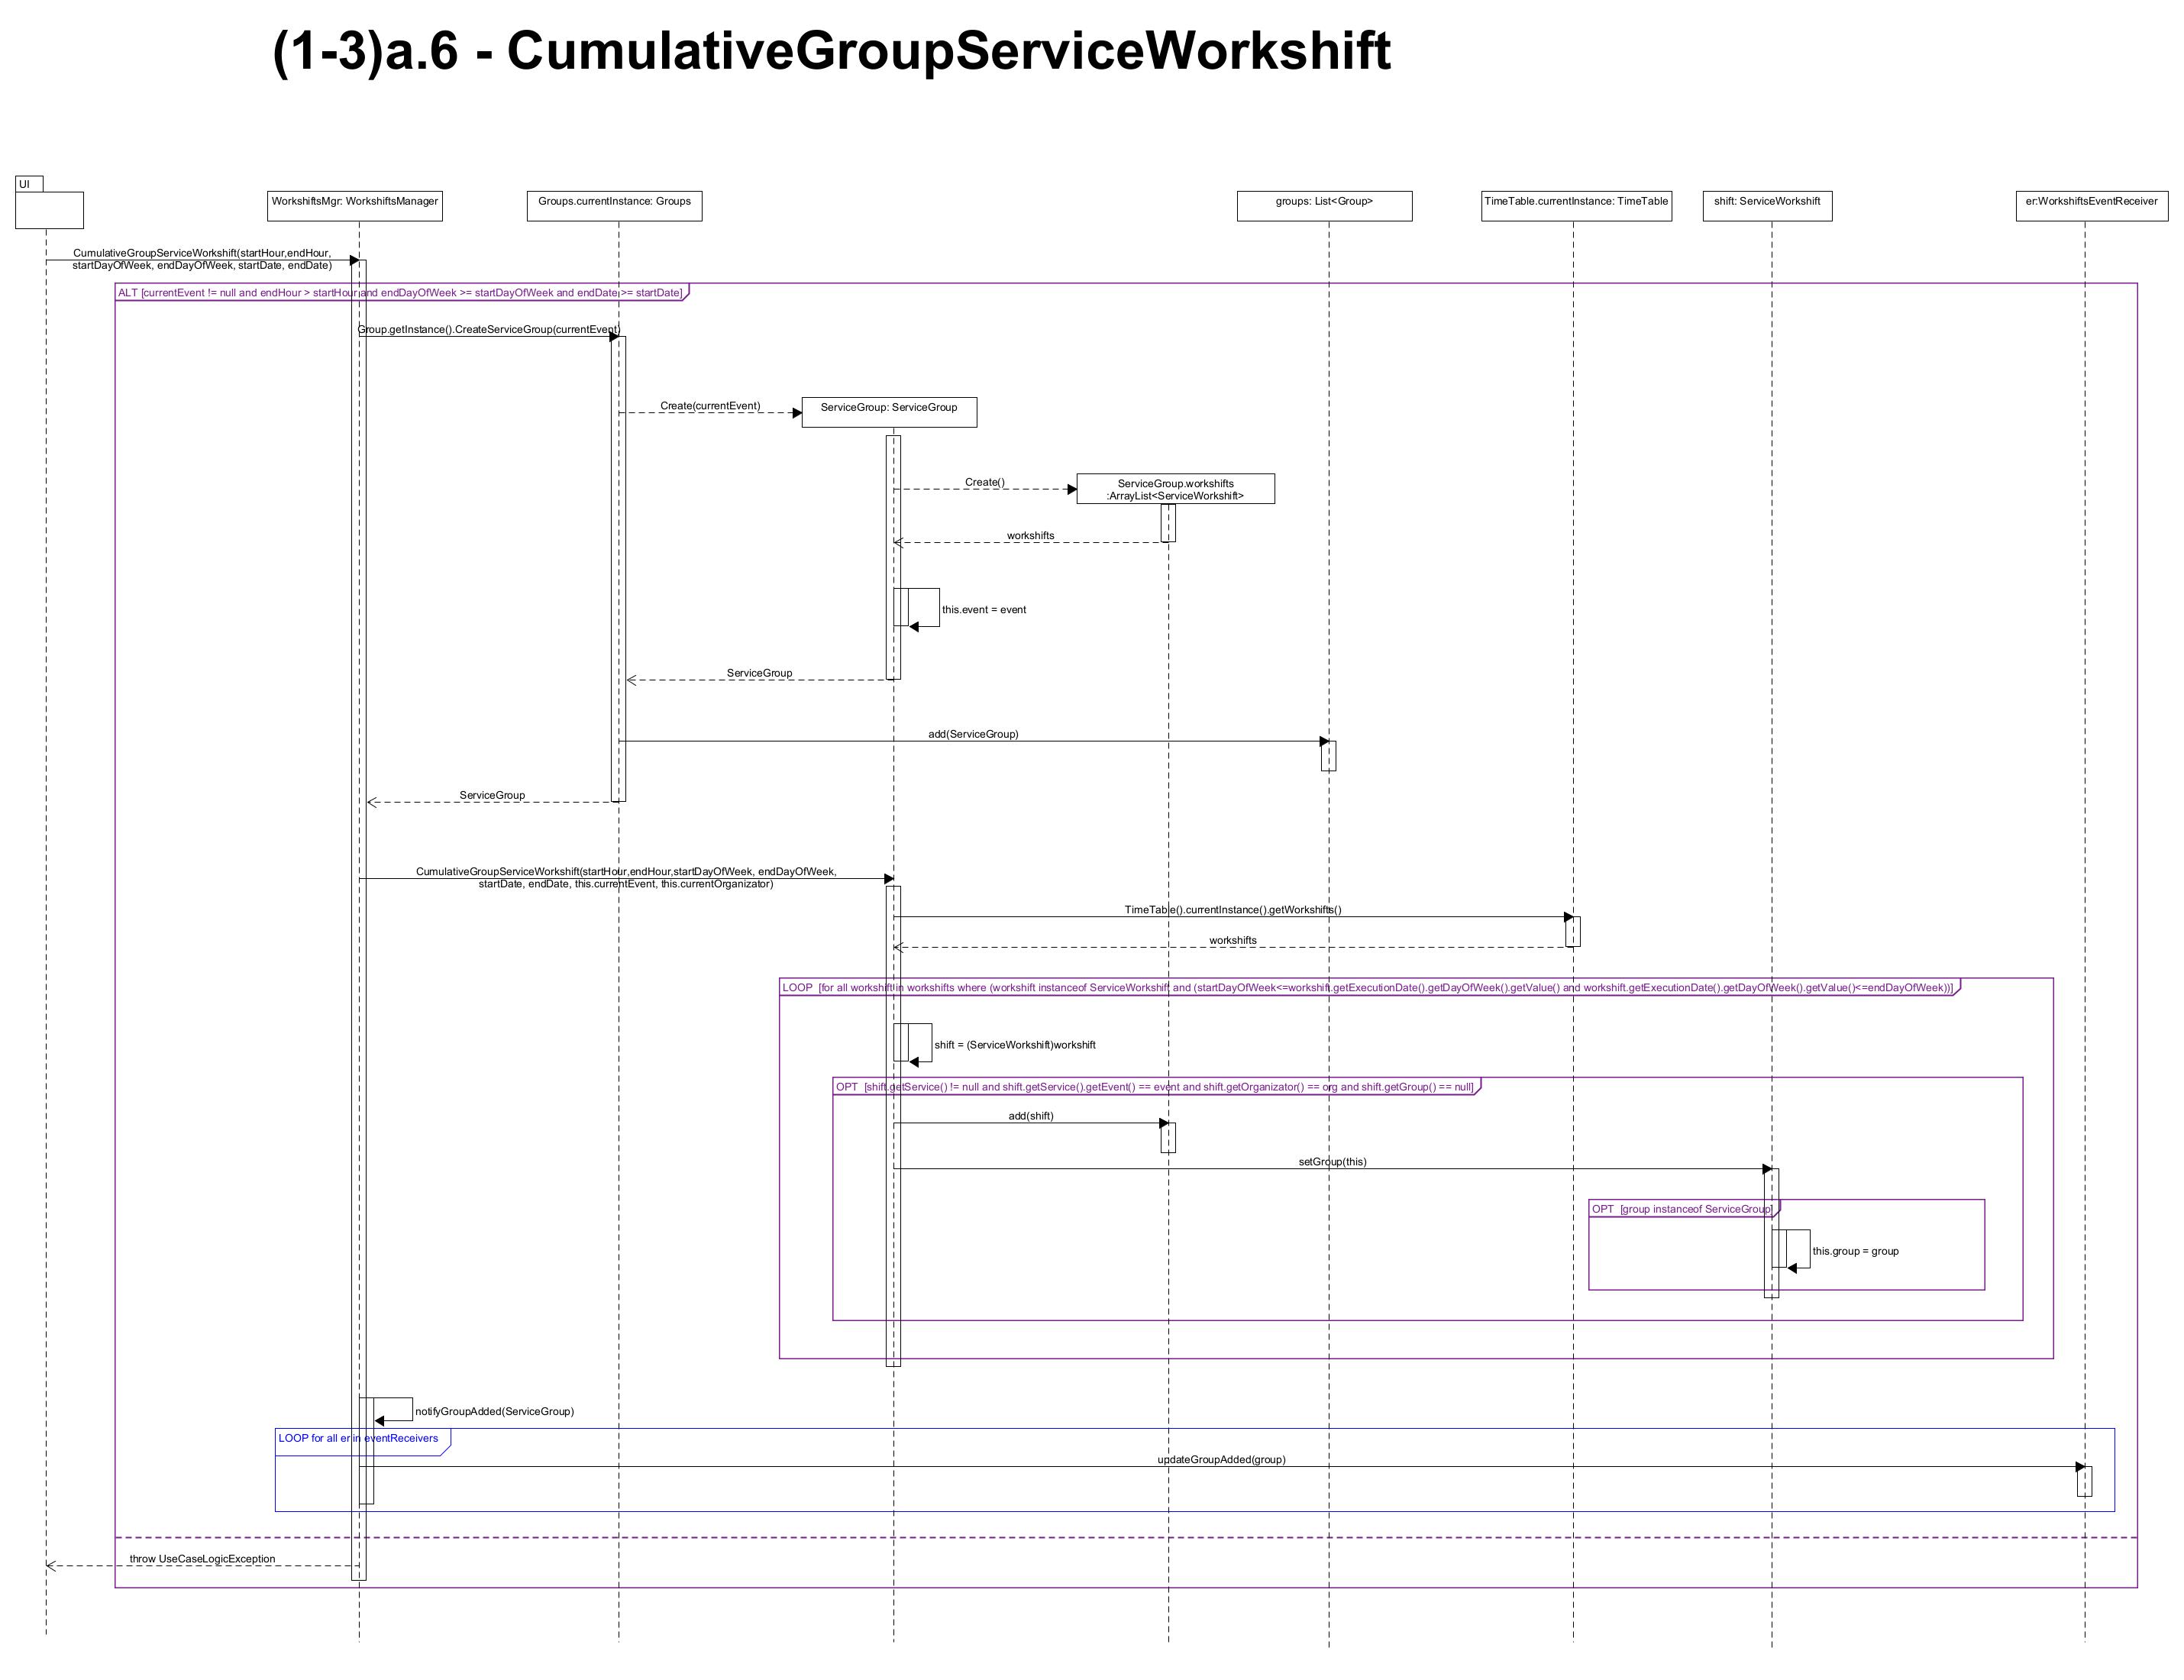 (1-3)a.6 - CumulativeGroupServiceWorkshift
UI
WorkshiftsMgr: WorkshiftsManager
Groups.currentInstance: Groups
groups: List<Group>
TimeTable.currentInstance: TimeTable
shift: ServiceWorkshift
er:WorkshiftsEventReceiver
CumulativeGroupServiceWorkshift(startHour,endHour,
startDayOfWeek, endDayOfWeek, startDate, endDate)
ALT [currentEvent != null and endHour > startHour and endDayOfWeek >= startDayOfWeek and endDate >= startDate]
Group.getInstance().CreateServiceGroup(currentEvent)
Create(currentEvent)
ServiceGroup: ServiceGroup
Create()
ServiceGroup.workshifts
:ArrayList<ServiceWorkshift>
workshifts
this.event = event
ServiceGroup
add(ServiceGroup)
ServiceGroup
CumulativeGroupServiceWorkshift(startHour,endHour,startDayOfWeek, endDayOfWeek,
startDate, endDate, this.currentEvent, this.currentOrganizator)
TimeTable().currentInstance().getWorkshifts()
workshifts
LOOP [for all workshift in workshifts where (workshift instanceof ServiceWorkshift and (startDayOfWeek<=workshift.getExecutionDate().getDayOfWeek().getValue() and workshift.getExecutionDate().getDayOfWeek().getValue()<=endDayOfWeek))]
shift = (ServiceWorkshift)workshift
OPT [shift.getService() != null and shift.getService().getEvent() == event and shift.getOrganizator() == org and shift.getGroup() == null]
add(shift)
setGroup(this)
OPT [group instanceof ServiceGroup]
this.group = group
notifyGroupAdded(ServiceGroup)
LOOP for all er in eventReceivers
updateGroupAdded(group)
throw UseCaseLogicException